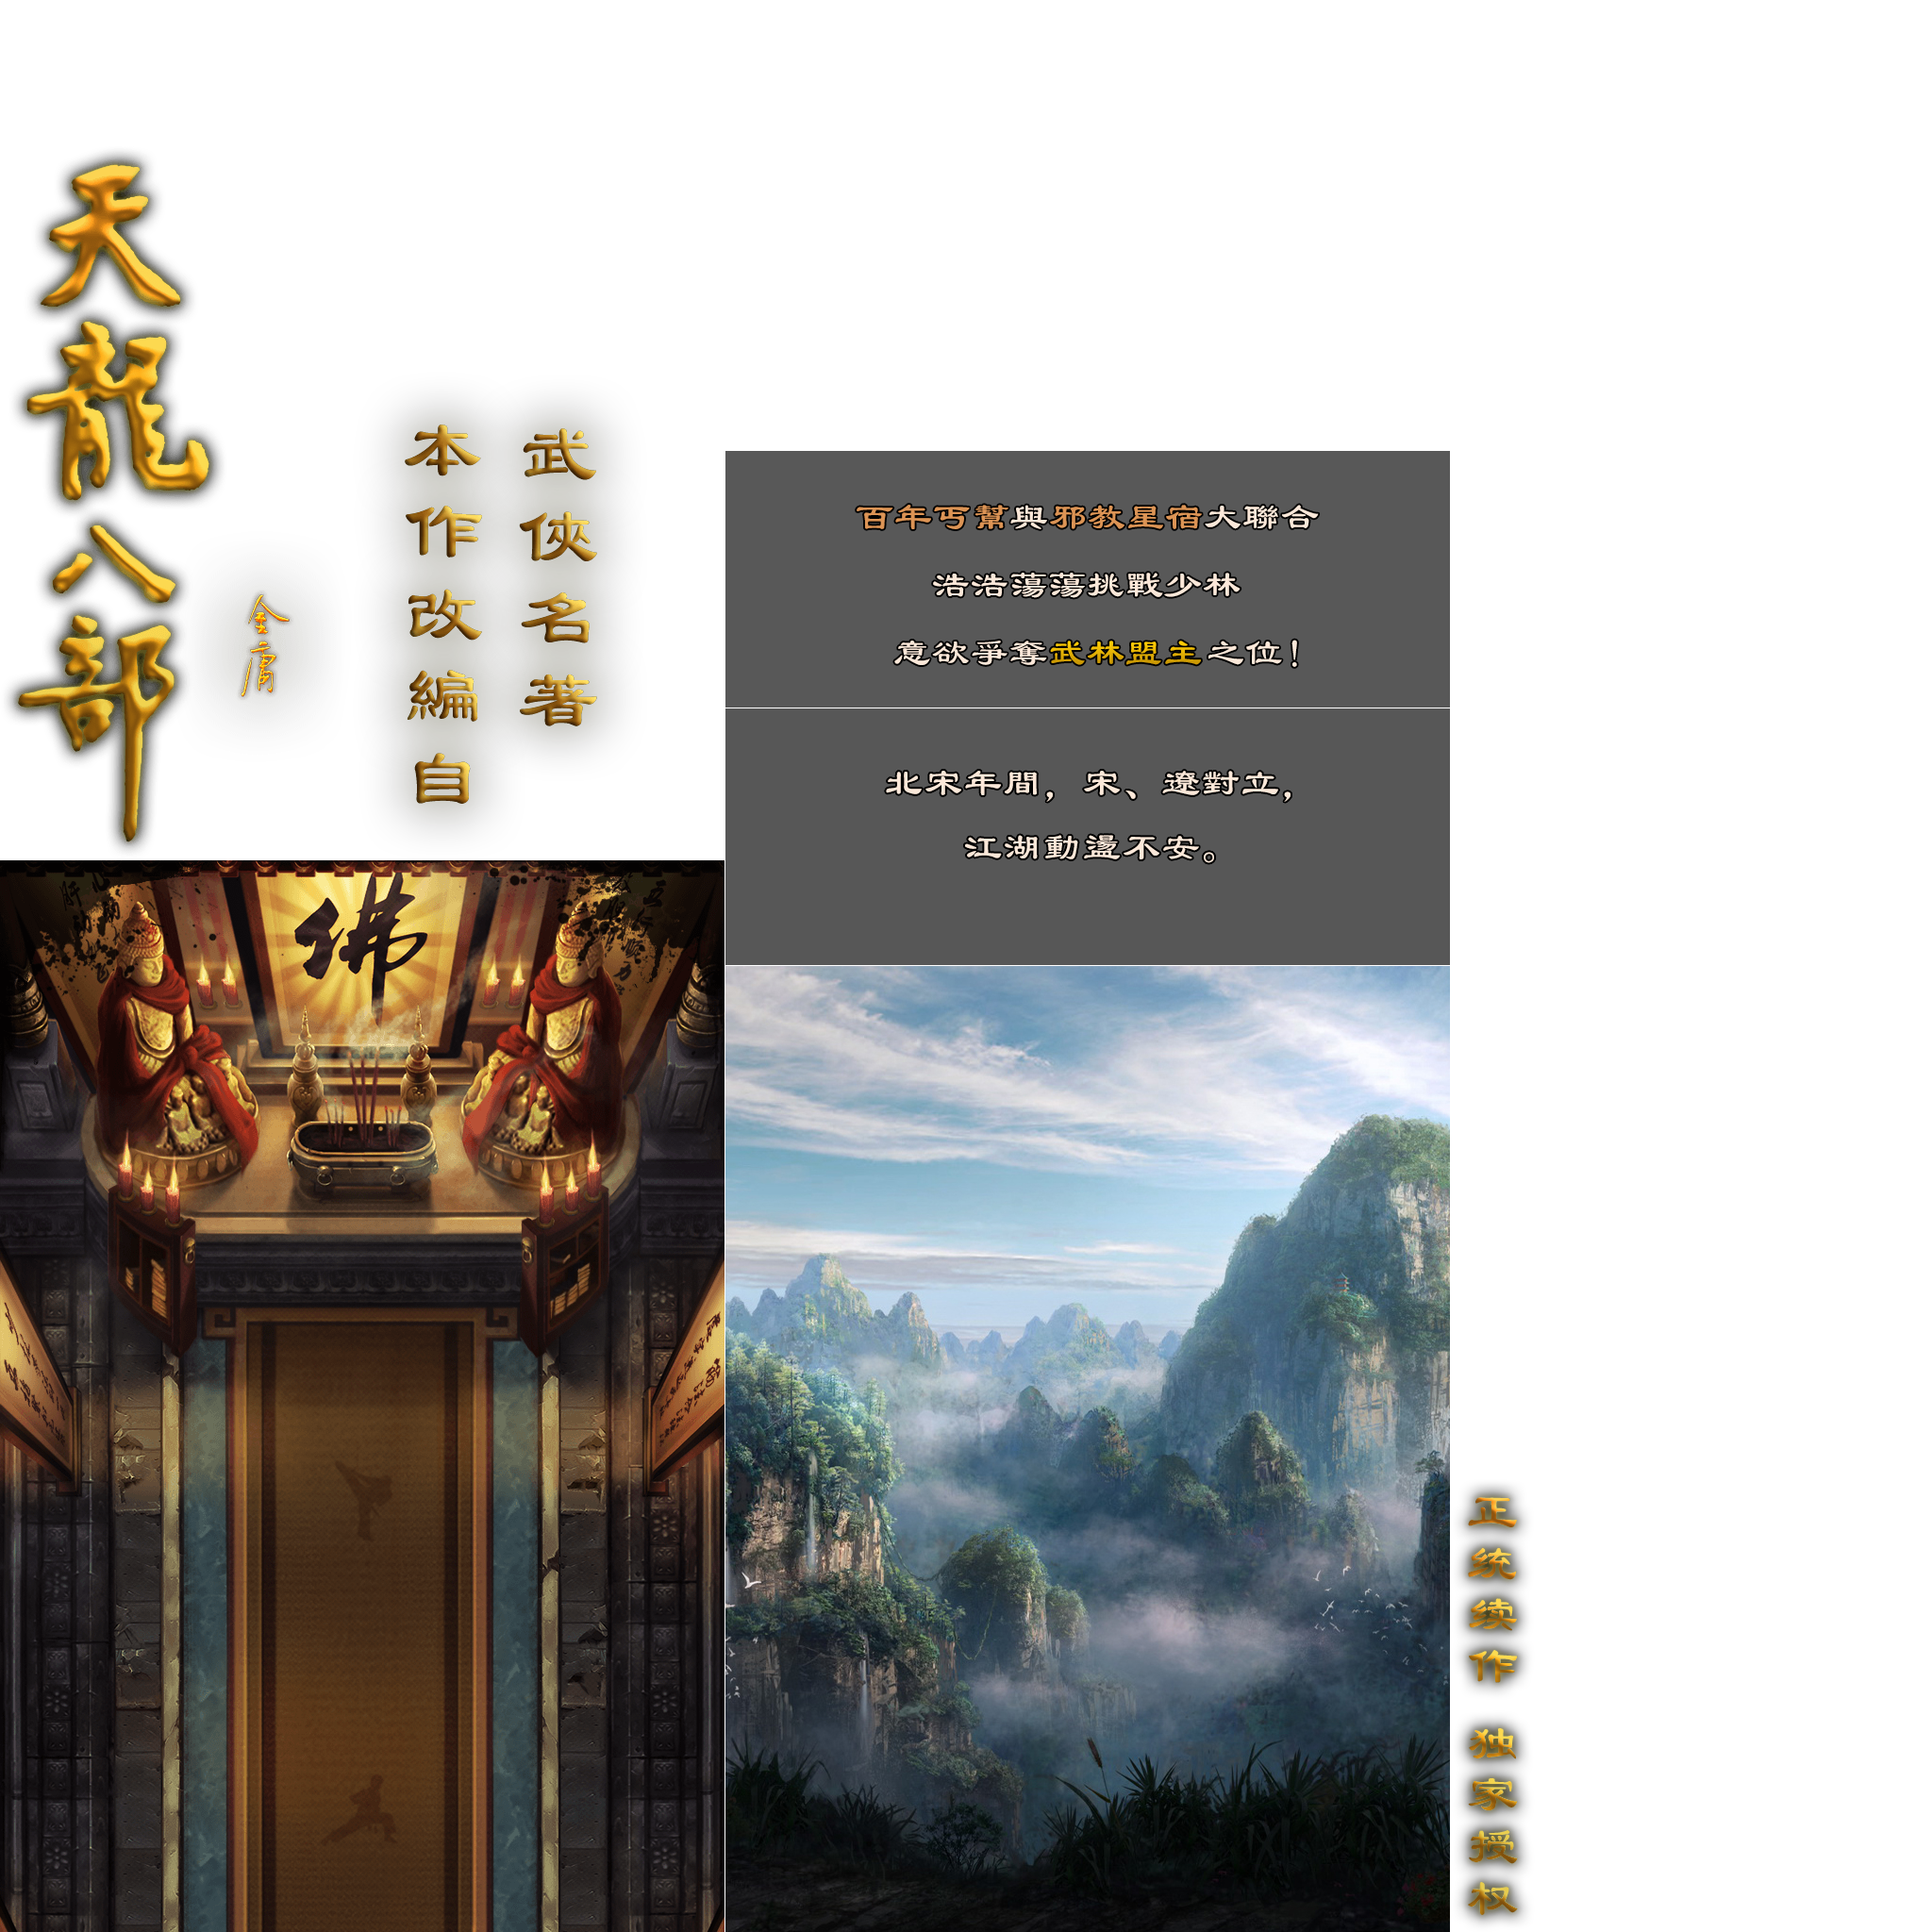 天龍八部
金庸
武俠名著
本作改編自
百年丐幫與邪教星宿大聯合
浩浩蕩蕩挑戰少林
意欲爭奪武林盟主之位！
北宋年間，宋、遼對立，
江湖動盪不安。
佛
正统续作 独家授权